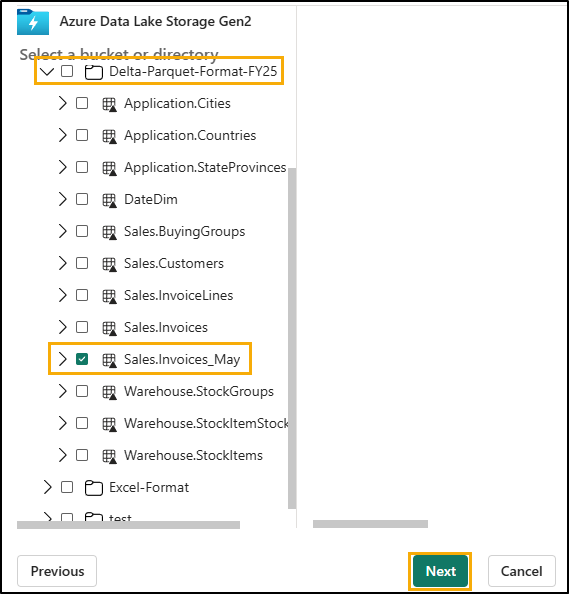 Azure Data Lake Storage Gen2
Select a bucket or directory
Delta-Parquet-Format-FY25
Application.Cities
Application.Countries
Application.StateProvinces
DateDim
Sales.BuyingGroups
Sales.Customers
Sales.InvoiceLines
Sales.Invoices
Sales.Invoices_May
Warehouse.StockGroups
Warehouse.StockItemStock
Warehouse.StockItems
Excel-Format
test
Previous
Next
Cancel